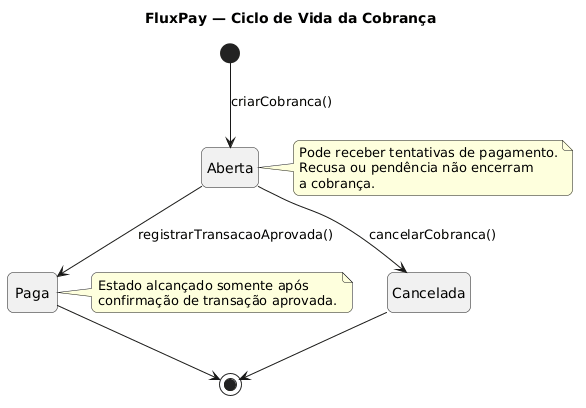 FluxPay — Ciclo de Vida da Cobrança
criarCobranca()
Aberta
Pode receber tentativas de pagamento.
Recusa ou pendência não encerram
a cobrança.
registrarTransacaoAprovada()
cancelarCobranca()
Paga
Estado alcançado somente após
confirmação de transação aprovada.
Cancelada